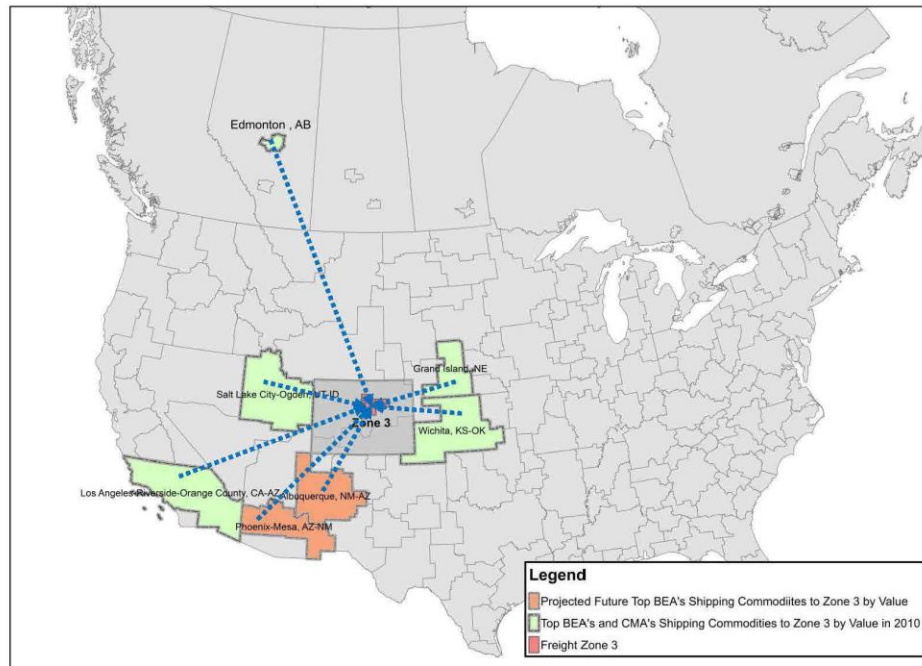 Edmonton , AB
Grand Island, NE
Salt Lake City-Ogden, UT-ID
Zone 3
Wichita, KS-OK
Los Angeles-Riverside-Orange County, CA-AZ
Albuquerque, NM-AZ
Phoenix-Mesa, AZ-NM
Legend
Projected Future Top BEA's Shipping Commodiites to Zone 3 by Value
Top BEA's and CMA's Shipping Commodities to Zone 3 by Value in 2010
Freight Zone 3